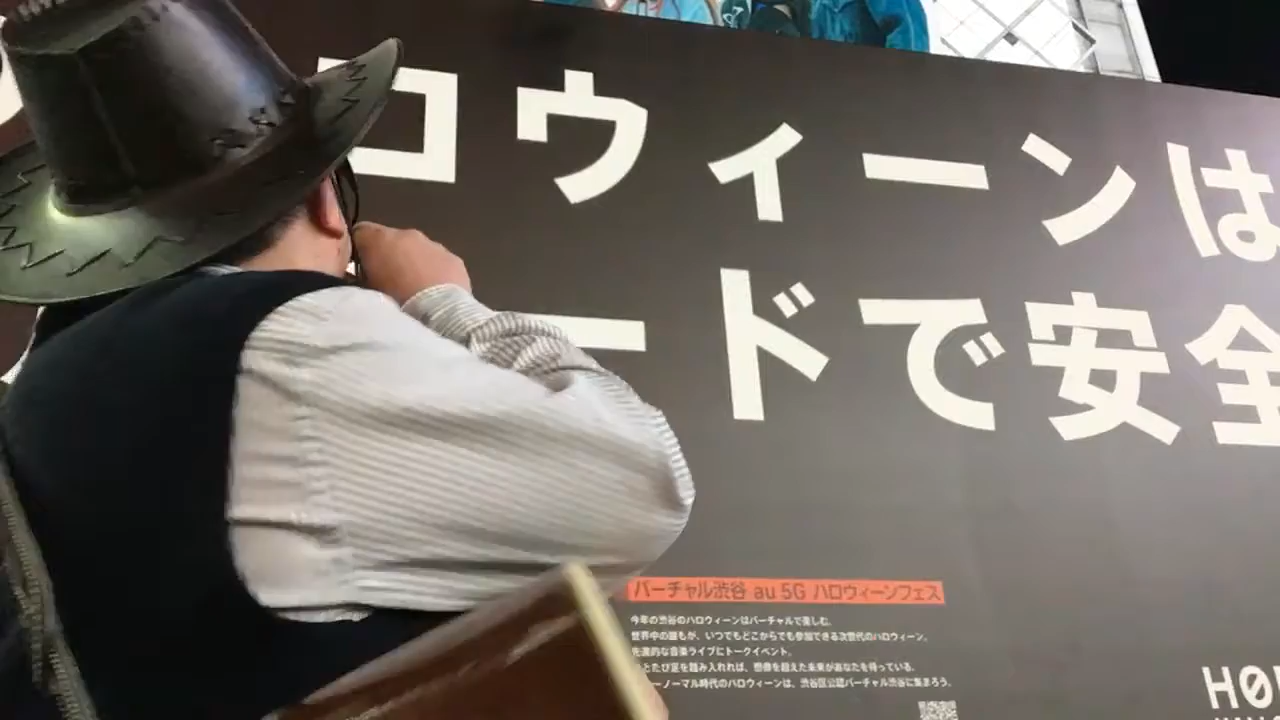 ロウィーンは
ードで安全
バーチャル渋谷 au 5G ハロウィーンフェス
今年の渋谷のハロウィーンはバーチャルで楽しむ。
世界中の誰もが、いつでもどこからでも参加できる次世代のハロウィーン。
先進的な音楽ライブにトークイベント。
とたび足を踏み入れれば、想像を超えた未来があなたを待っている。
ーノーマル時代のハロウィーンは、渋谷区公認バーチャル渋谷に集まろう。